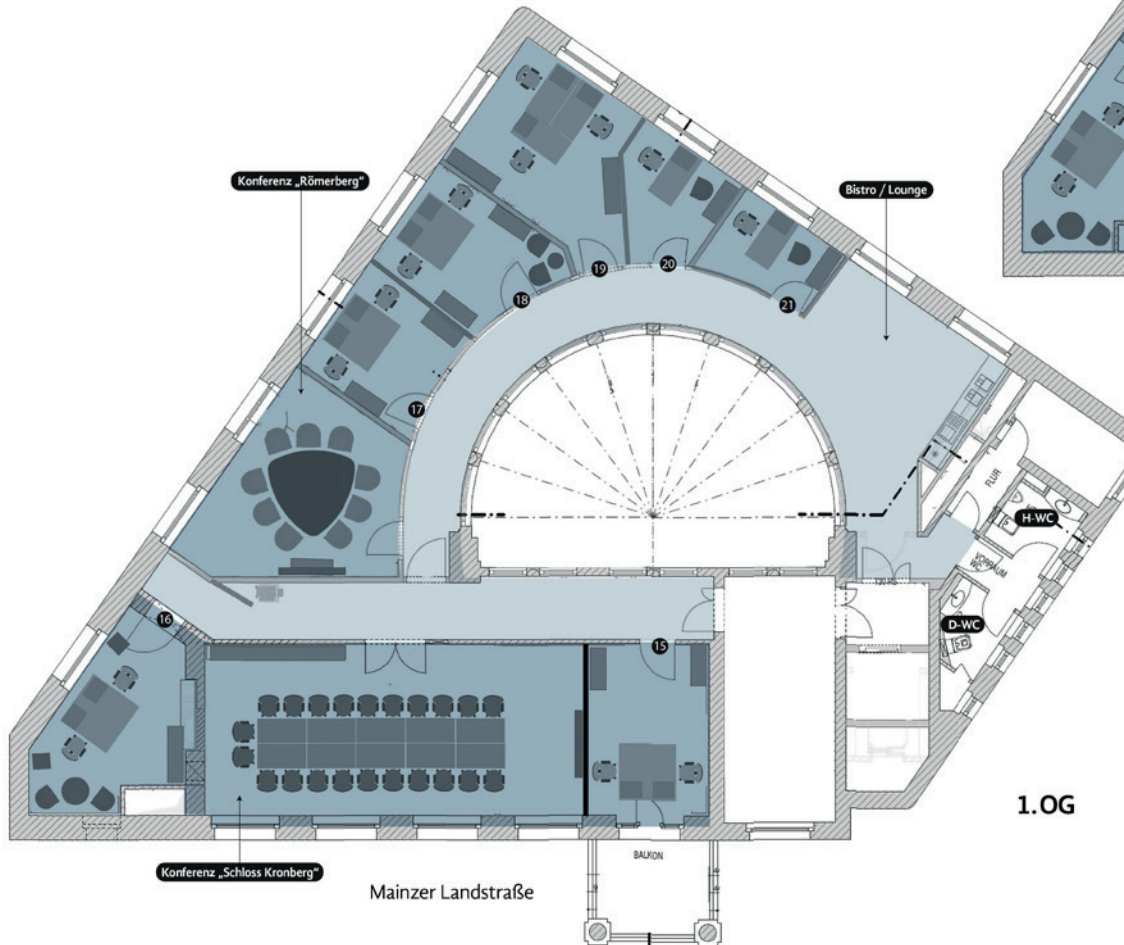 Konferenz „Römerberg“
Bistro / Lounge
19
20
18
21
17
FLUR
H-WC
VORRAUM
WC
D-WC
16
15
1.OG
BALKON
Konferenz „Schloss Kronberg“
Mainzer Landstraße